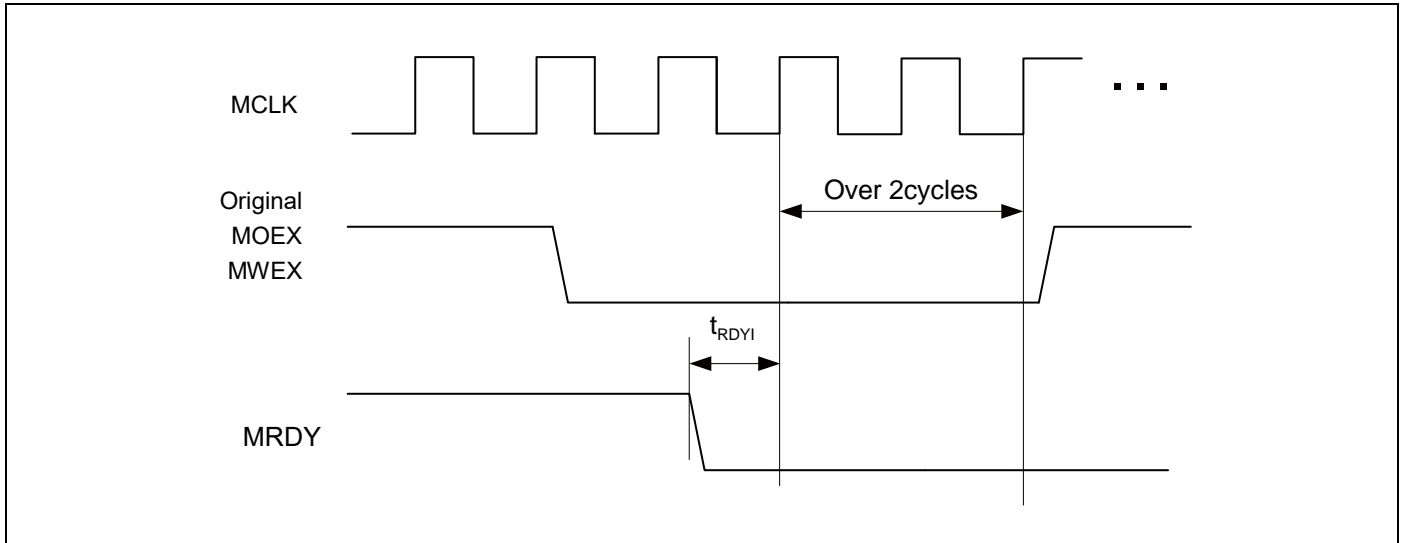 MCLK
Original
MOEX
MWEX
Over 2cycles
tRDYI
MRDY